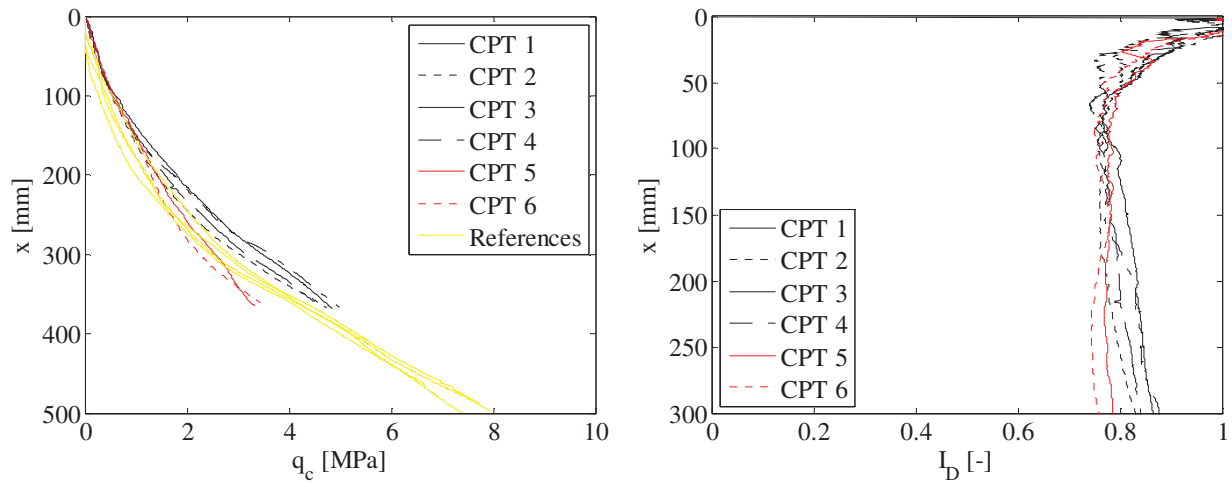 0
100
200
300
400
500
x [mm]
0
2
4
6
8
10
q_c [MPa]
CPT 1
CPT 2
CPT 3
CPT 4
CPT 5
CPT 6
References
0
50
100
150
200
250
300
x [mm]
0
0.2
0.4
0.6
0.8
1
I_D [-]
CPT 1
CPT 2
CPT 3
CPT 4
CPT 5
CPT 6